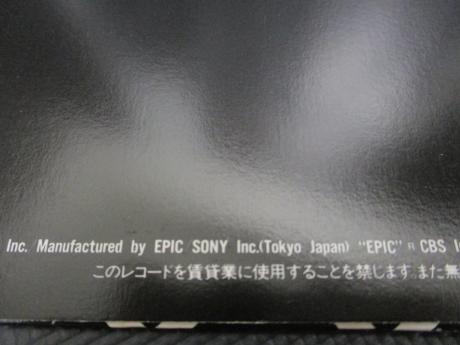 Inc. Manufactured by EPIC SONY Inc.(Tokyo Japan) "EPIC" ® CBS I
このレコードを賃貸業に使用することを禁じます。また無